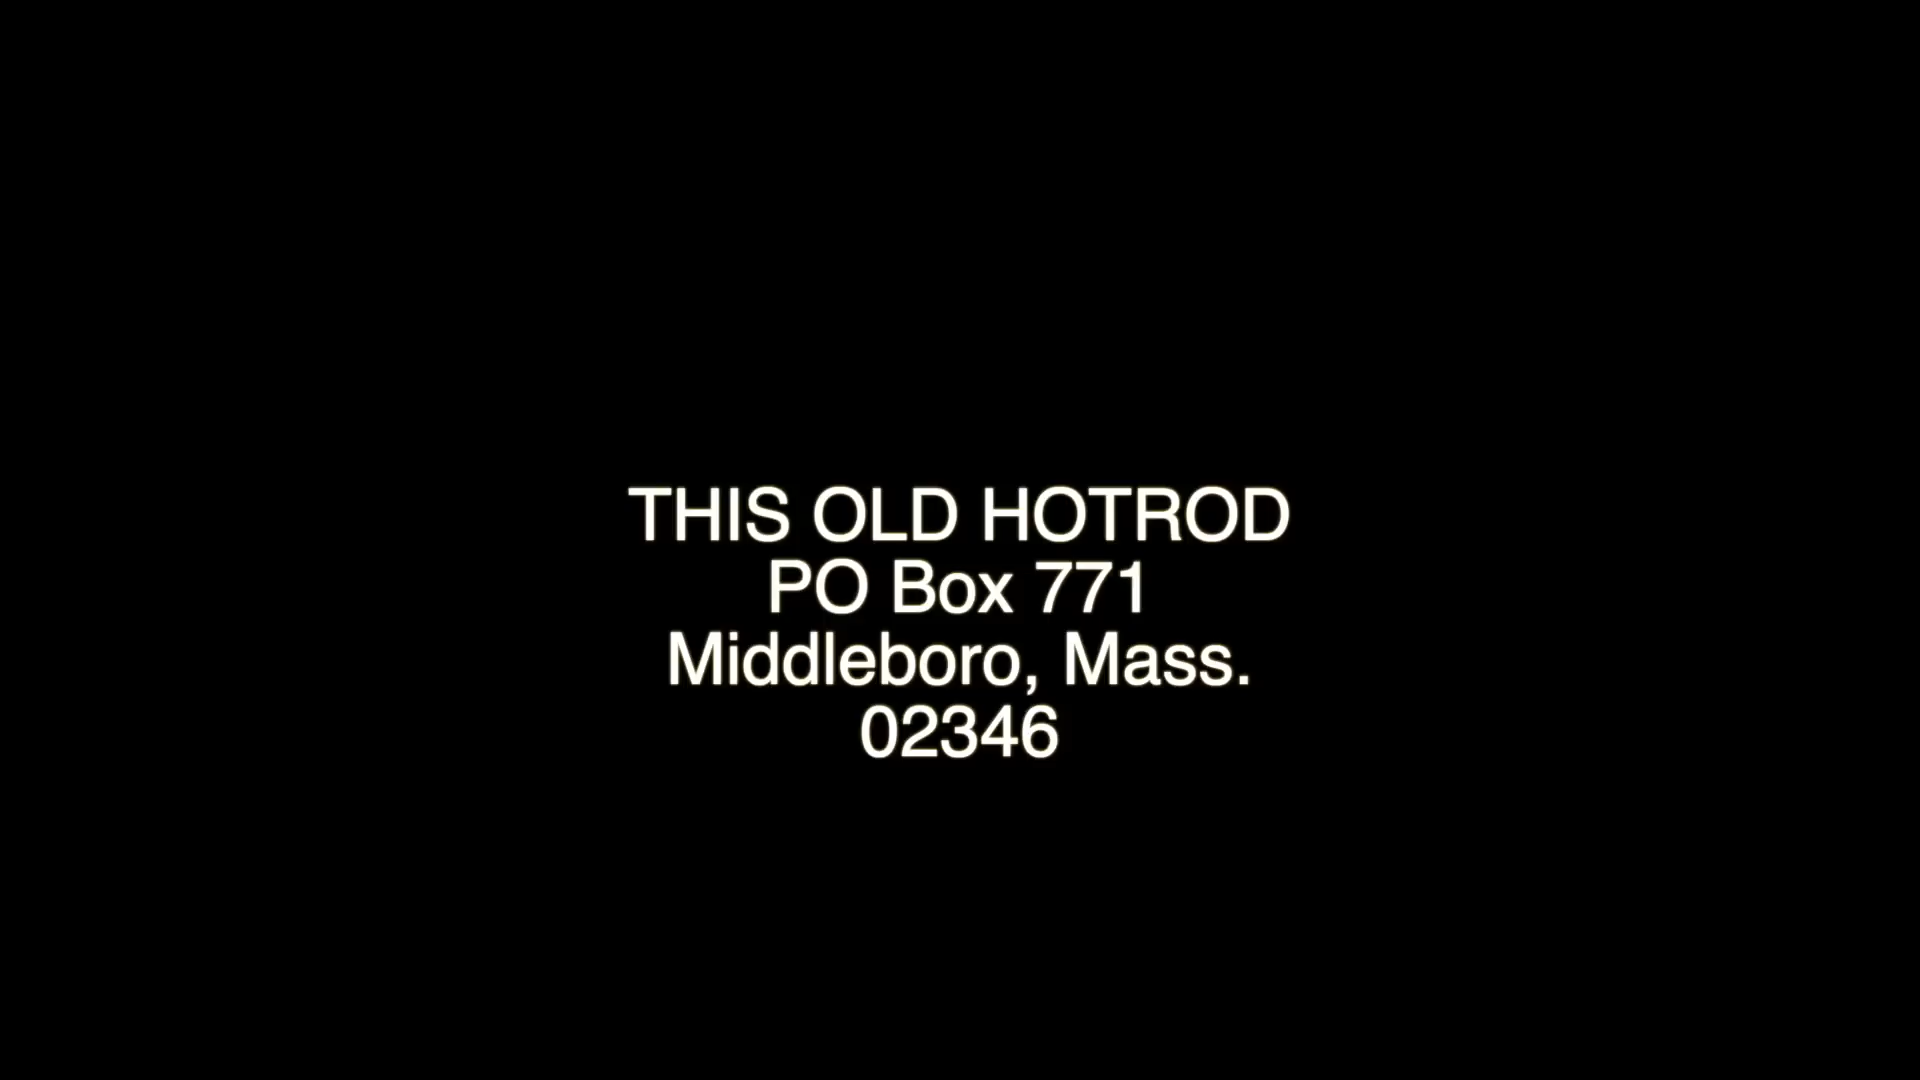 THIS OLD HOTROD
PO Box 771
Middleboro, Mass.
02346